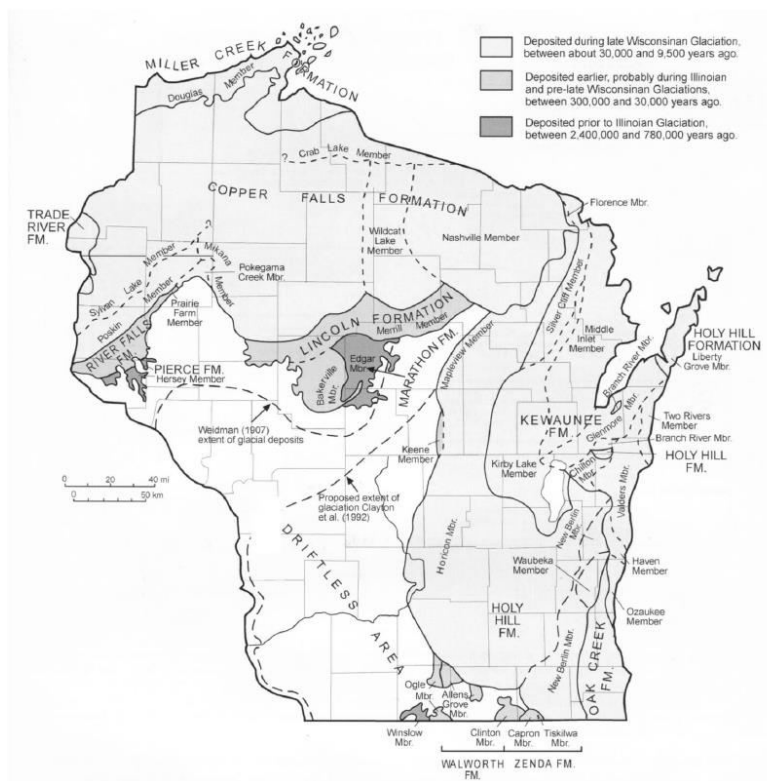 Deposited during late Wisconsinan Glaciation,
between about 30,000 and 9,500 years ago.
Deposited earlier, probably during Illinoian
and pre-late Wisconsinan Glaciations,
between 300,000 and 30,000 years ago.
Deposited prior to Illinoian Glaciation,
between 2,400,000 and 780,000 years ago.
MILLER CREEK FORMATION
Douglas Member
? Crab Lake Member
COPPER FALLS FORMATION
Florence Mbr.
TRADE
RIVER
FM.
Wildcat
Lake
Member
Nashville Member
?
Sylvan Lake Member
Mikana
Member
Pokegama
Creek Mbr.
Poskin Member
Prairie
Farm
Member
RIVER FALLS
FM.
LINCOLN FORMATION
Merrill Member
Silver Cliff Member
Middle
Inlet
Member
HOLY HILL
FORMATION
Liberty
Grove Mbr.
PIERCE FM.
Hersey Member
Edgar
Mbr.
Bakerville
Mbr.
MARATHON FM.
Mapleview Member
Branch River Mbr.
Weidman (1907)
extent of glacial deposits
KEWAUNEE
FM.
Glenmore Mbr.
Two Rivers
Member
Branch River Mbr.
HOLY HILL
FM.
Keene
Member
Kirby Lake
Member
Chilton
Mbr.
Valders Mbr.
0 20 40 mi
0 50 km
Proposed extent of
glaciation Clayton
et al. (1992)
DRIFTLESS
AREA
Horicon Mbr.
New Berlin
Mbr.
Waubeka
Member
Haven
Member
Ozaukee
Member
HOLY
HILL
FM.
New Berlin Mbr.
OAK CREEK
FM.
Ogle
Mbr.
Allens
Grove
Mbr.
Winslow
Mbr.
Clinton
Mbr.
Capron
Mbr.
Tiskilwa
Mbr.
WALWORTH
FM.
ZENDA FM.